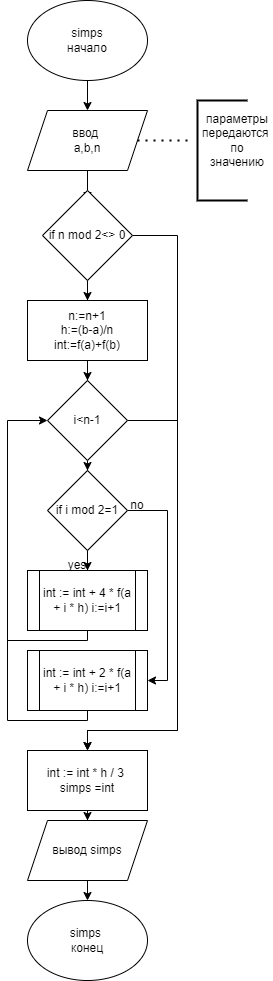 simps
начало
ввод
a,b,n
параметры
передаются
по
значению
if n mod 2<> 0
n:=n+1
h:=(b-a)/n
int:=f(a)+f(b)
i<n-1
if i mod 2=1
no
yes
int := int + 4 * f(a
+ i * h) i:=i+1
int := int + 2 * f(a
+ i * h) i:=i+1
int := int * h / 3
simps =int
вывод simps
simps
конец